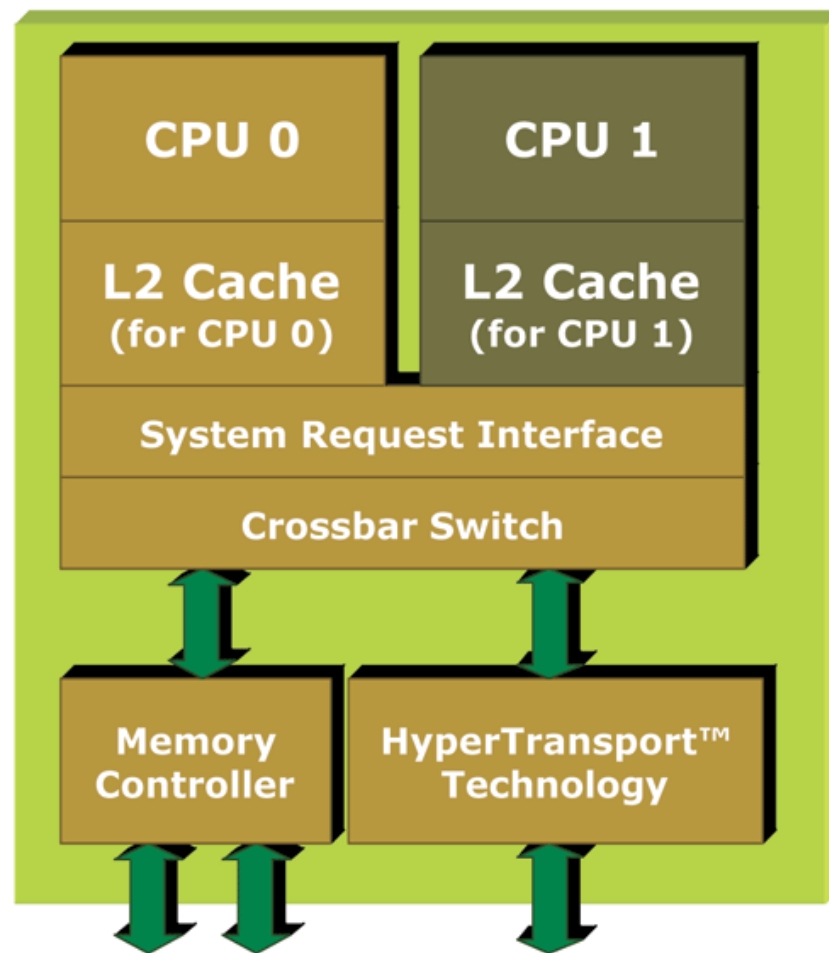 CPU 0
CPU 1
L2 Cache
(for CPU 0)
L2 Cache
(for CPU 1)
System Request Interface
Crossbar Switch
Memory
Controller
HyperTransport™
Technology